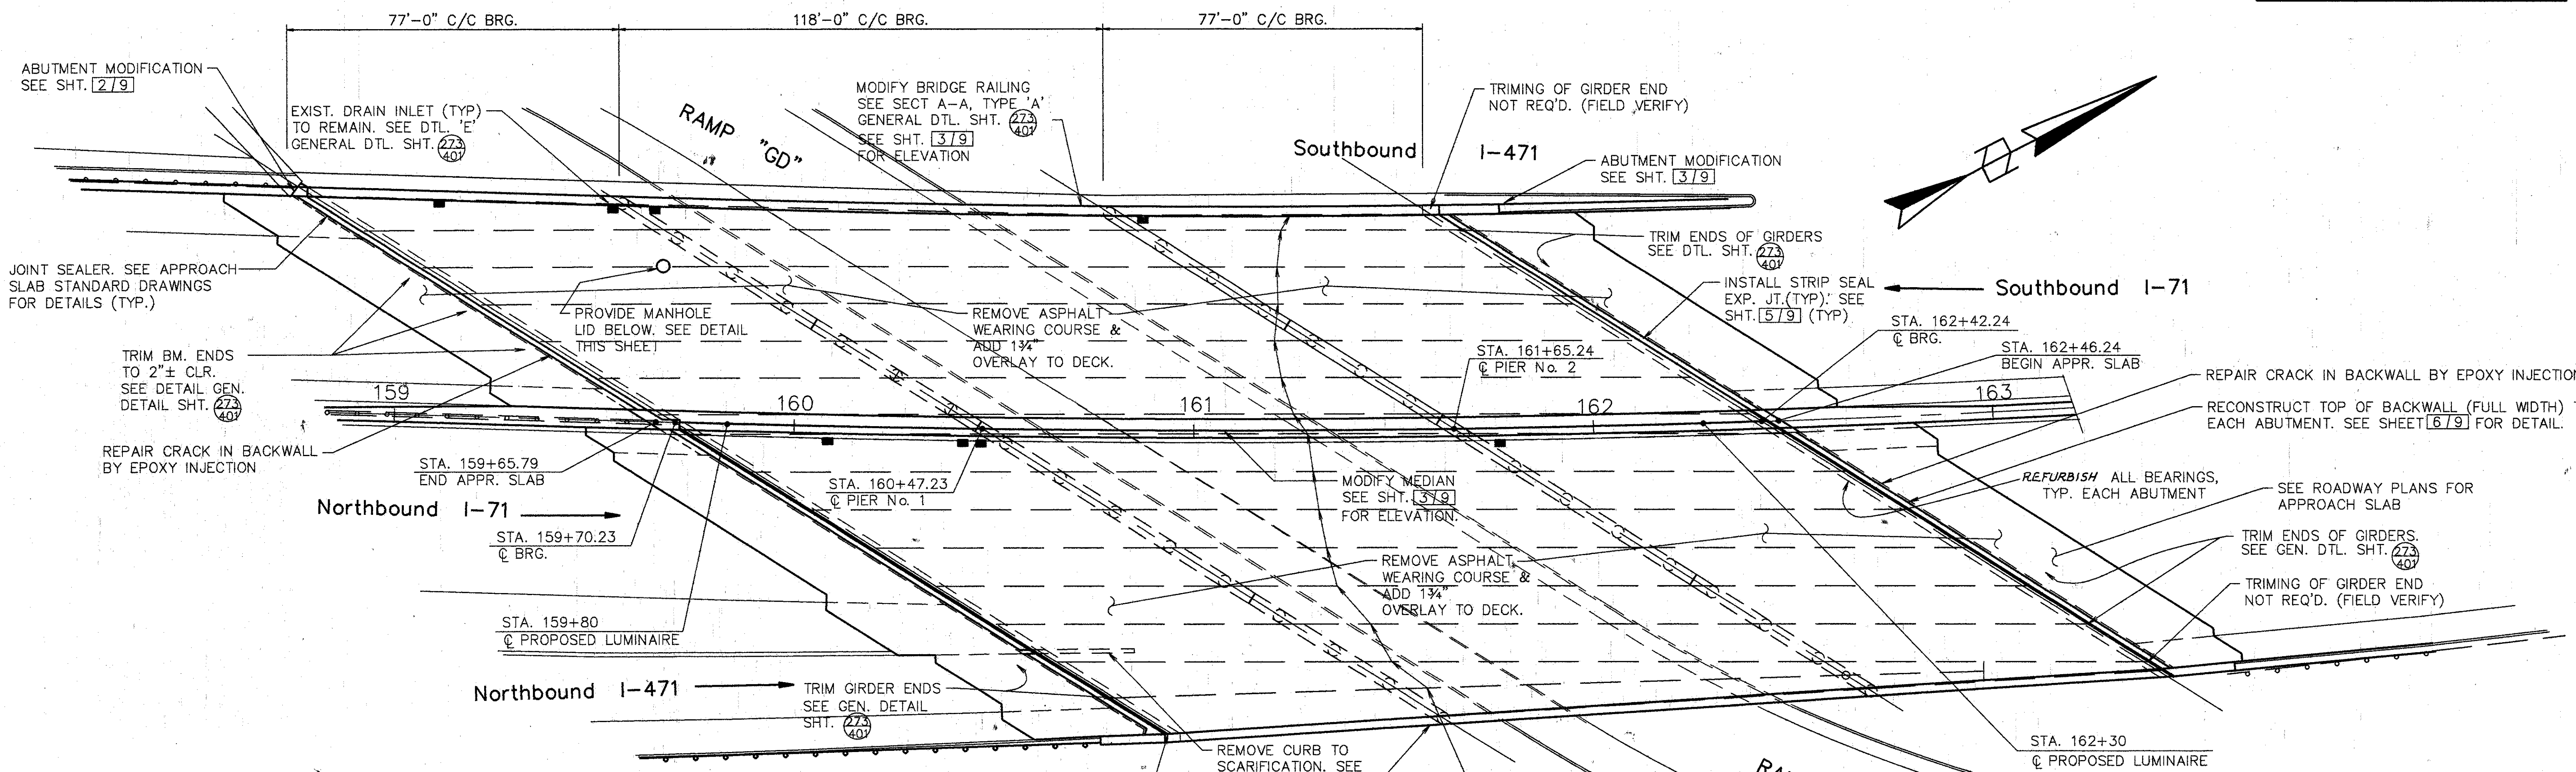 77'-0" C/C BRG.
118'-0" C/C BRG.
77'-0" C/C BRG.
ABUTMENT MODIFICATION
SEE SHT. 2/9
EXIST. DRAIN INLET (TYP)
TO REMAIN. SEE DTL. 'E'
GENERAL DTL. SHT. 273/401
RAMP "GD"
MODIFY BRIDGE RAILING
SEE SECT A-A, TYPE 'A'
GENERAL DTL. SHT. 273/401
SEE SHT. 3/9
FOR ELEVATION
TRIMING OF GIRDER END
NOT REQ'D. (FIELD VERIFY)
Southbound I-471
ABUTMENT MODIFICATION
SEE SHT. 3/9
TRIM ENDS OF GIRDERS
SEE DTL. SHT. 273/401
INSTALL STRIP SEAL
EXP. JT.(TYP). SEE
SHT. 5/9 (TYP)
Southbound I-71
JOINT SEALER. SEE APPROACH
SLAB STANDARD DRAWINGS
FOR DETAILS (TYP.)
PROVIDE MANHOLE
LID BELOW. SEE DETAIL
THIS SHEET
REMOVE ASPHALT
WEARING COURSE &
ADD 1¾"
OVERLAY TO DECK.
STA. 161+65.24
℄ PIER No. 2
STA. 162+42.24
℄ BRG.
STA. 162+46.24
BEGIN APPR. SLAB
TRIM BM. ENDS
TO 2"± CLR.
SEE DETAIL GEN.
DETAIL SHT. 273/401
159
160
161
162
163
REPAIR CRACK IN BACKWALL BY EPOXY INJECTION
RECONSTRUCT TOP OF BACKWALL (FULL WIDTH)
EACH ABUTMENT. SEE SHEET 6/9 FOR DETAIL.
REPAIR CRACK IN BACKWALL
BY EPOXY INJECTION
STA. 159+65.79
END APPR. SLAB
STA. 160+47.23
℄ PIER No. 1
MODIFY MEDIAN
SEE SHT. 3/9
FOR ELEVATION.
REFURBISH ALL BEARINGS,
TYP. EACH ABUTMENT
SEE ROADWAY PLANS FOR
APPROACH SLAB
Northbound I-71
STA. 159+70.23
℄ BRG.
REMOVE ASPHALT
WEARING COURSE &
ADD 1¾"
OVERLAY TO DECK.
TRIM ENDS OF GIRDERS.
SEE GEN. DTL. SHT. 273/401
TRIMING OF GIRDER END
NOT REQ'D. (FIELD VERIFY)
STA. 159+80
℄ PROPOSED LUMINAIRE
Northbound I-471
TRIM GIRDER ENDS
SEE GEN. DETAIL
SHT. 273/401
REMOVE CURB TO
SCARIFICATION. SEE
STA. 162+30
℄ PROPOSED LUMINAIRE